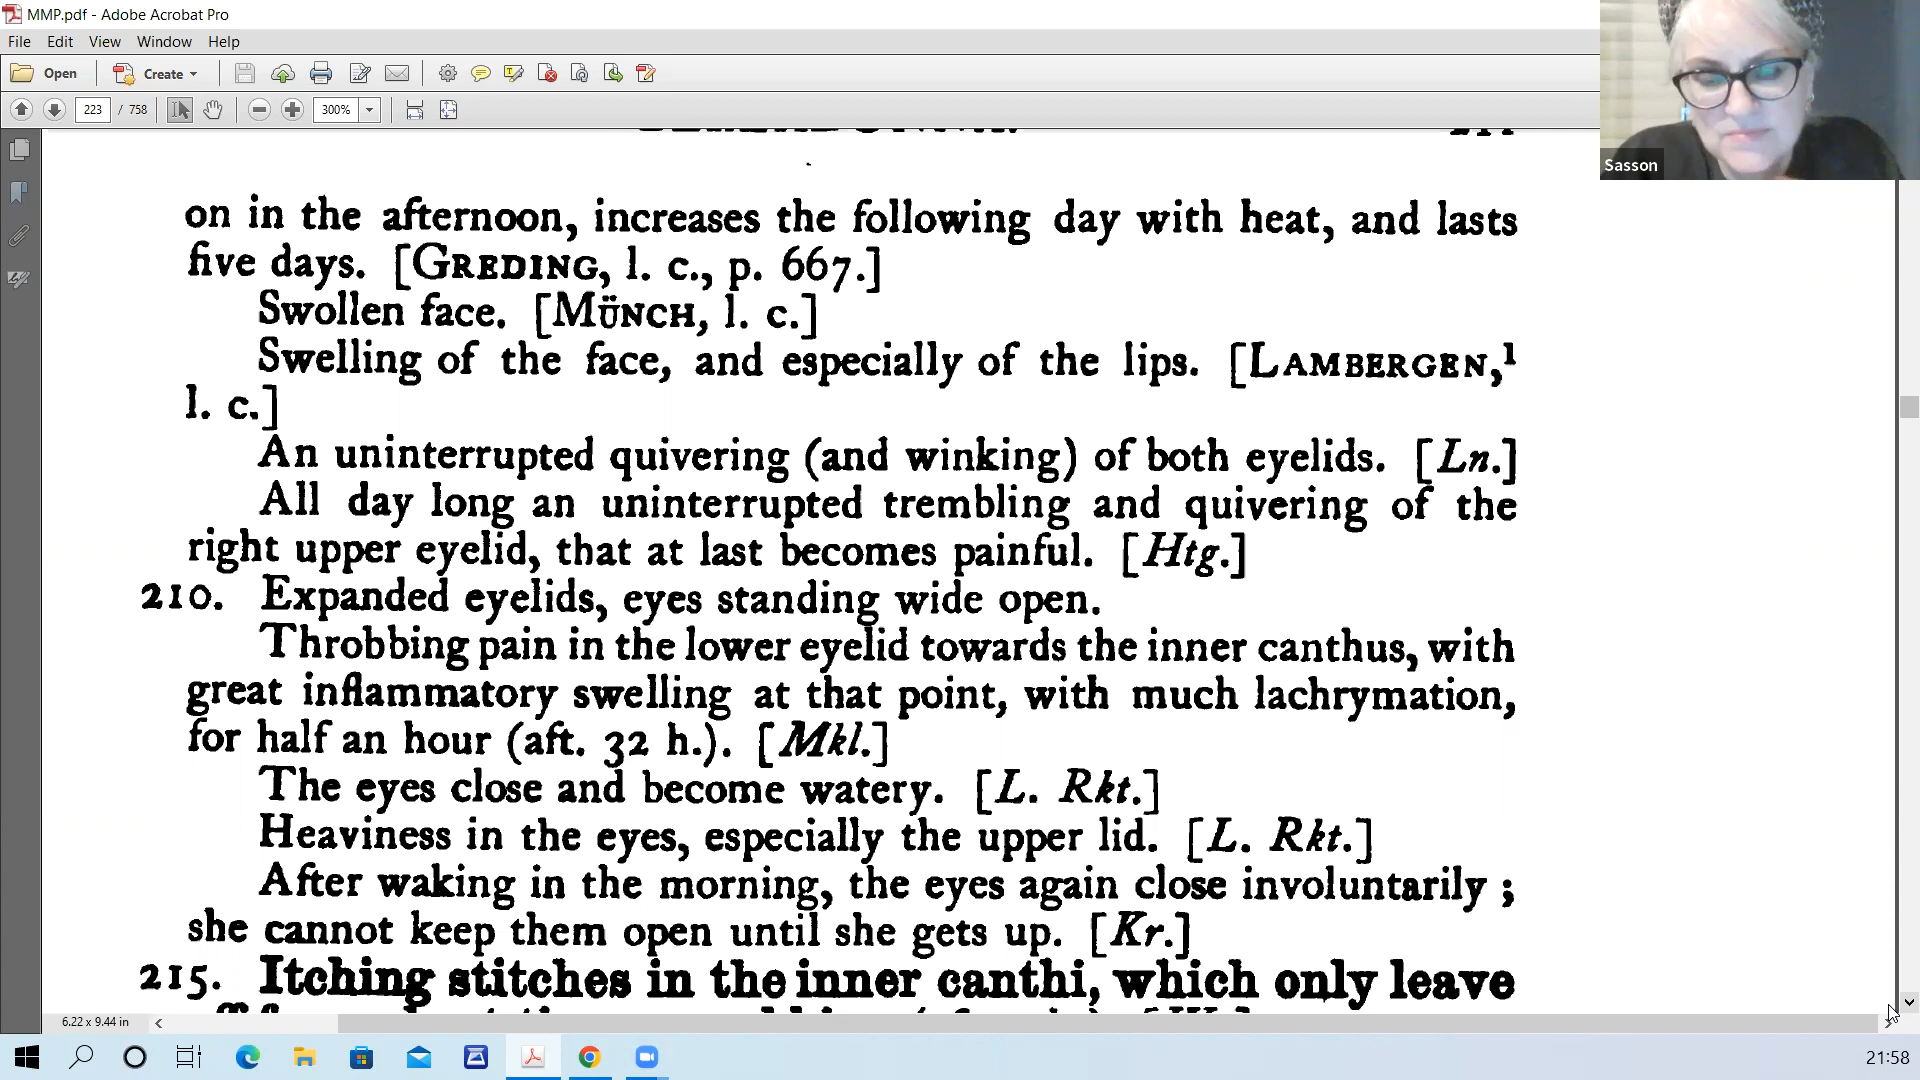 MMP.pdf - Adobe Acrobat Pro
File Edit View Window Help
Open Create
223 / 758 300%
Sasson
on in the afternoon, increases the following day with heat, and lasts
five days. [GREDING, l. c., p. 667.]
Swollen face. [MÜNCH, l. c.]
Swelling of the face, and especially of the lips. [LAMBERGEN,¹
l. c.]
An uninterrupted quivering (and winking) of both eyelids. [Ln.]
All day long an uninterrupted trembling and quivering of the
right upper eyelid, that at last becomes painful. [Htg.]
210. Expanded eyelids, eyes standing wide open.
Throbbing pain in the lower eyelid towards the inner canthus, with
great inflammatory swelling at that point, with much lachrymation,
for half an hour (aft. 32 h.). [Mkl.]
The eyes close and become watery. [L. Rkt.]
Heaviness in the eyes, especially the upper lid. [L. Rkt.]
After waking in the morning, the eyes again close involuntarily ;
she cannot keep them open until she gets up. [Kr.]
215. Itching stitches in the inner canthi, which only leave
6.22 x 9.44 in
21:58